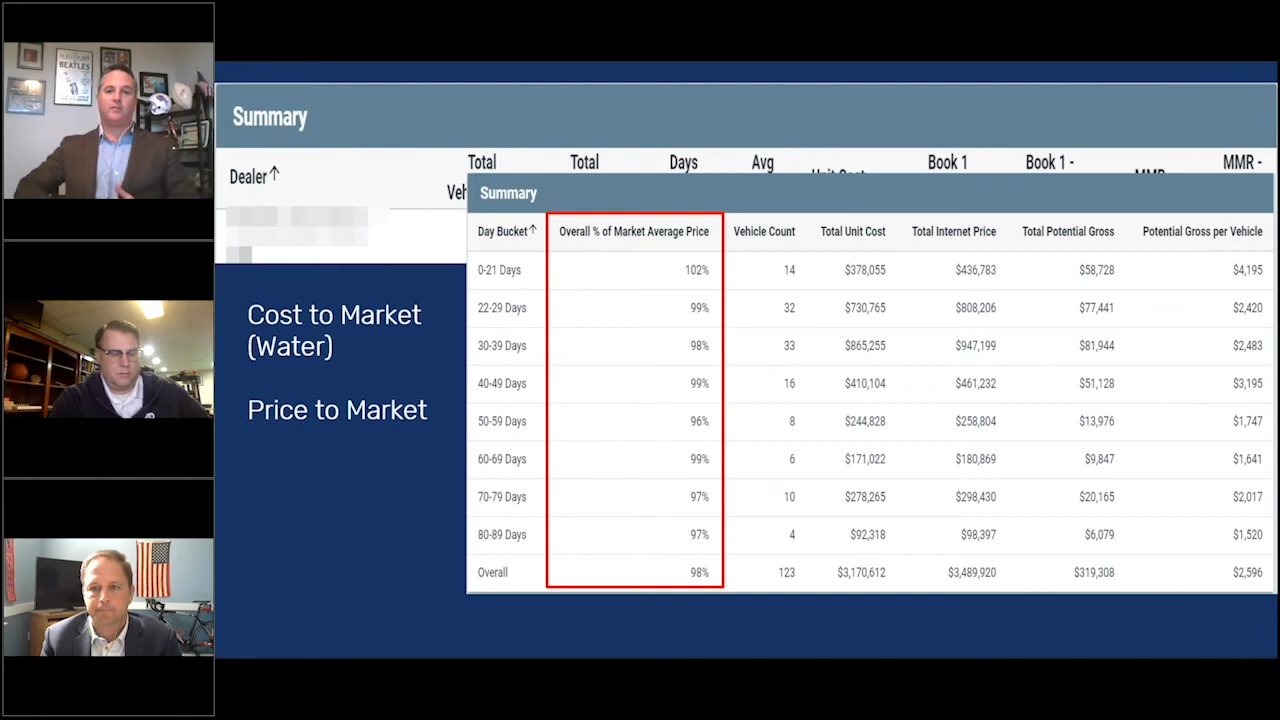 BEATLES
Summary
Dealer↑ Total Total Days Avg Book 1 Book 1 - MMR -
Summary
Day Bucket↑ Overall % of Market Average Price Vehicle Count Total Unit Cost Total Internet Price Total Potential Gross Potential Gross per Vehicle
0-21 Days 102% 14 $378,055 $436,783 $58,728 $4,195
22-29 Days 99% 32 $730,765 $808,206 $77,441 $2,420
30-39 Days 98% 33 $865,255 $947,199 $81,944 $2,483
40-49 Days 99% 16 $410,104 $461,232 $51,128 $3,195
50-59 Days 96% 8 $244,828 $258,804 $13,976 $1,747
60-69 Days 99% 6 $171,022 $180,869 $9,847 $1,641
70-79 Days 97% 10 $278,265 $298,430 $20,165 $2,017
80-89 Days 97% 4 $92,318 $98,397 $6,079 $1,520
Overall 98% 123 $3,170,612 $3,489,920 $319,308 $2,596
Cost to Market
(Water)
Price to Market